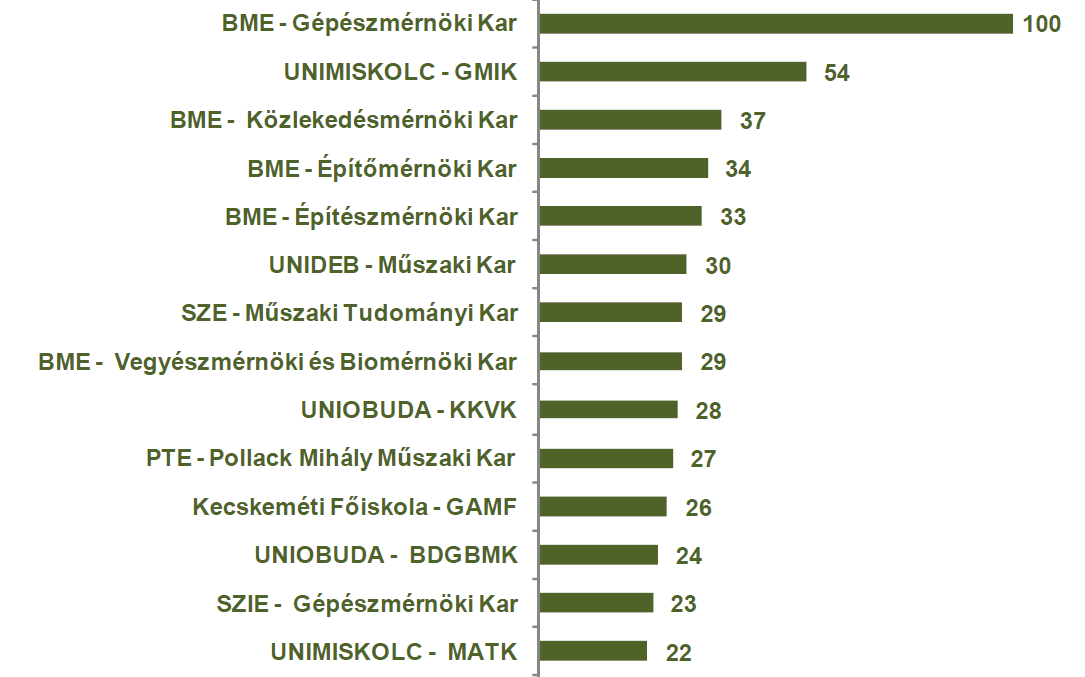 BME - Gépészmérnöki Kar 100
UNIMISKOLC - GMIK 54
BME - Közlekedésmérnöki Kar 37
BME - Építőmérnöki Kar 34
BME - Építészmérnöki Kar 33
UNIDEB - Műszaki Kar 30
SZE - Műszaki Tudományi Kar 29
BME - Vegyészmérnöki és Biomérnöki Kar 29
UNIOBUDA - KKVK 28
PTE - Pollack Mihály Műszaki Kar 27
Kecskeméti Főiskola - GAMF 26
UNIOBUDA - BDGBMK 24
SZIE - Gépészmérnöki Kar 23
UNIMISKOLC - MATK 22